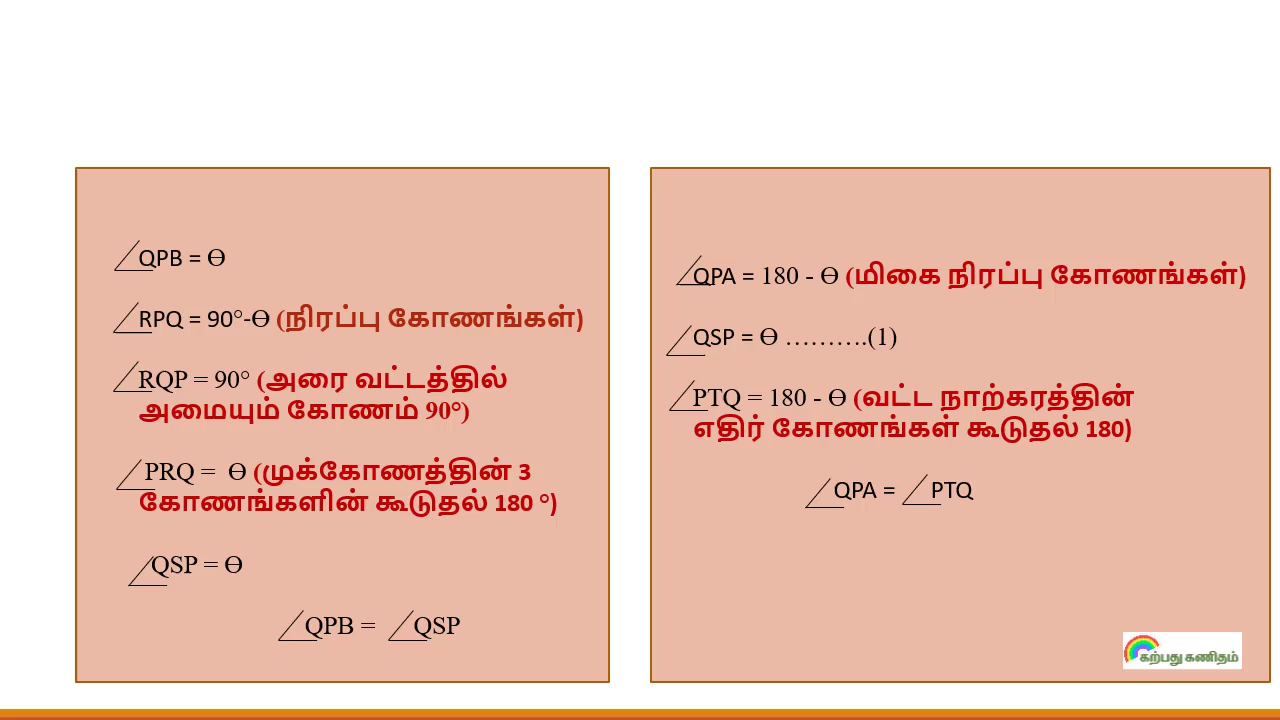 QPB = Ө
RPQ = 90°-Ө (நிரப்பு கோணங்கள்)
RQP = 90° (அரை வட்டத்தில்
அமையும் கோணம் 90°)
PRQ = Ө (முக்கோணத்தின் 3
கோணங்களின் கூடுதல் 180 °)
QSP = Ө
QPB = QSP
QPA = 180 - Ө (மிகை நிரப்பு கோணங்கள்)
QSP = Ө ……….(1)
PTQ = 180 - Ө (வட்ட நாற்கரத்தின்
எதிர் கோணங்கள் கூடுதல் 180)
QPA = PTQ
கற்பது கணிதம்